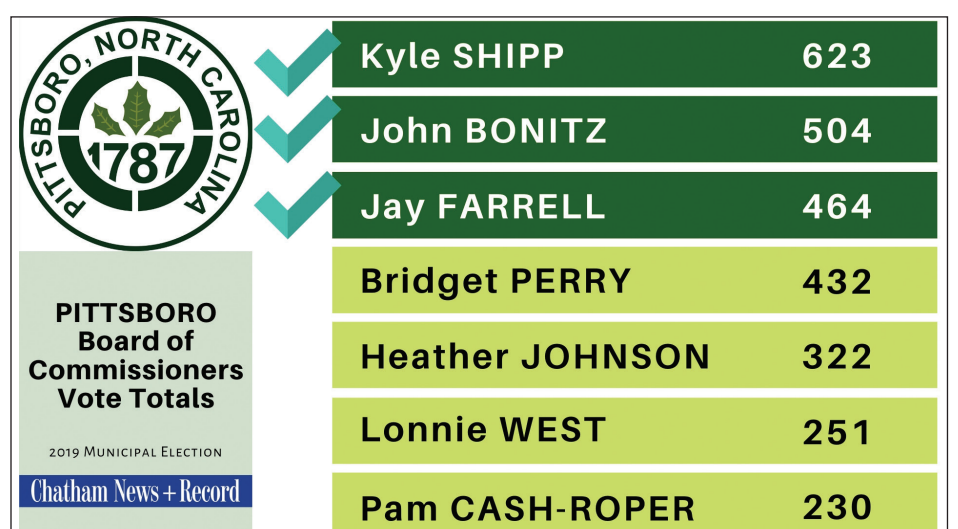 PITTSBORO, NORTH CAROLINA
1787
PITTSBORO
Board of
Commissioners
Vote Totals
2019 Municipal Election
Chatham News + Record
Kyle SHIPP 623
John BONITZ 504
Jay FARRELL 464
Bridget PERRY 432
Heather JOHNSON 322
Lonnie WEST 251
Pam CASH-ROPER 230